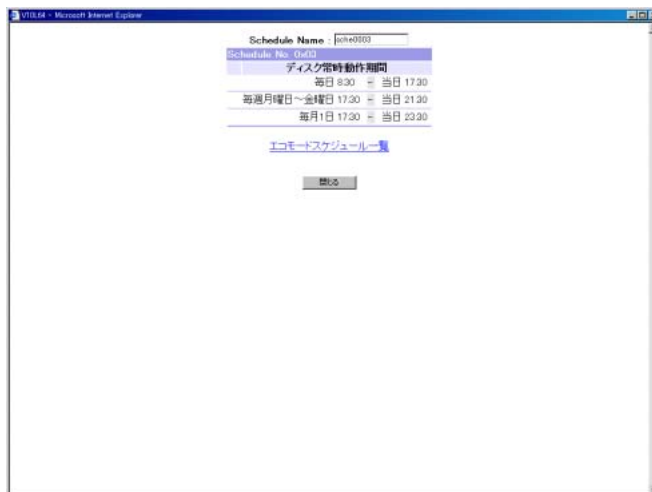 VTOL64 - Microsoft Internet Explorer
Schedule Name : sche0003
Schedule No. 0x03
ディスク常時動作期間
毎日 8:30 ~ 当日 17:30
毎週月曜日～金曜日 17:30 ~ 当日 21:30
毎月1日 17:30 ~ 当日 23:30
エコモードスケジュール一覧
閉じる